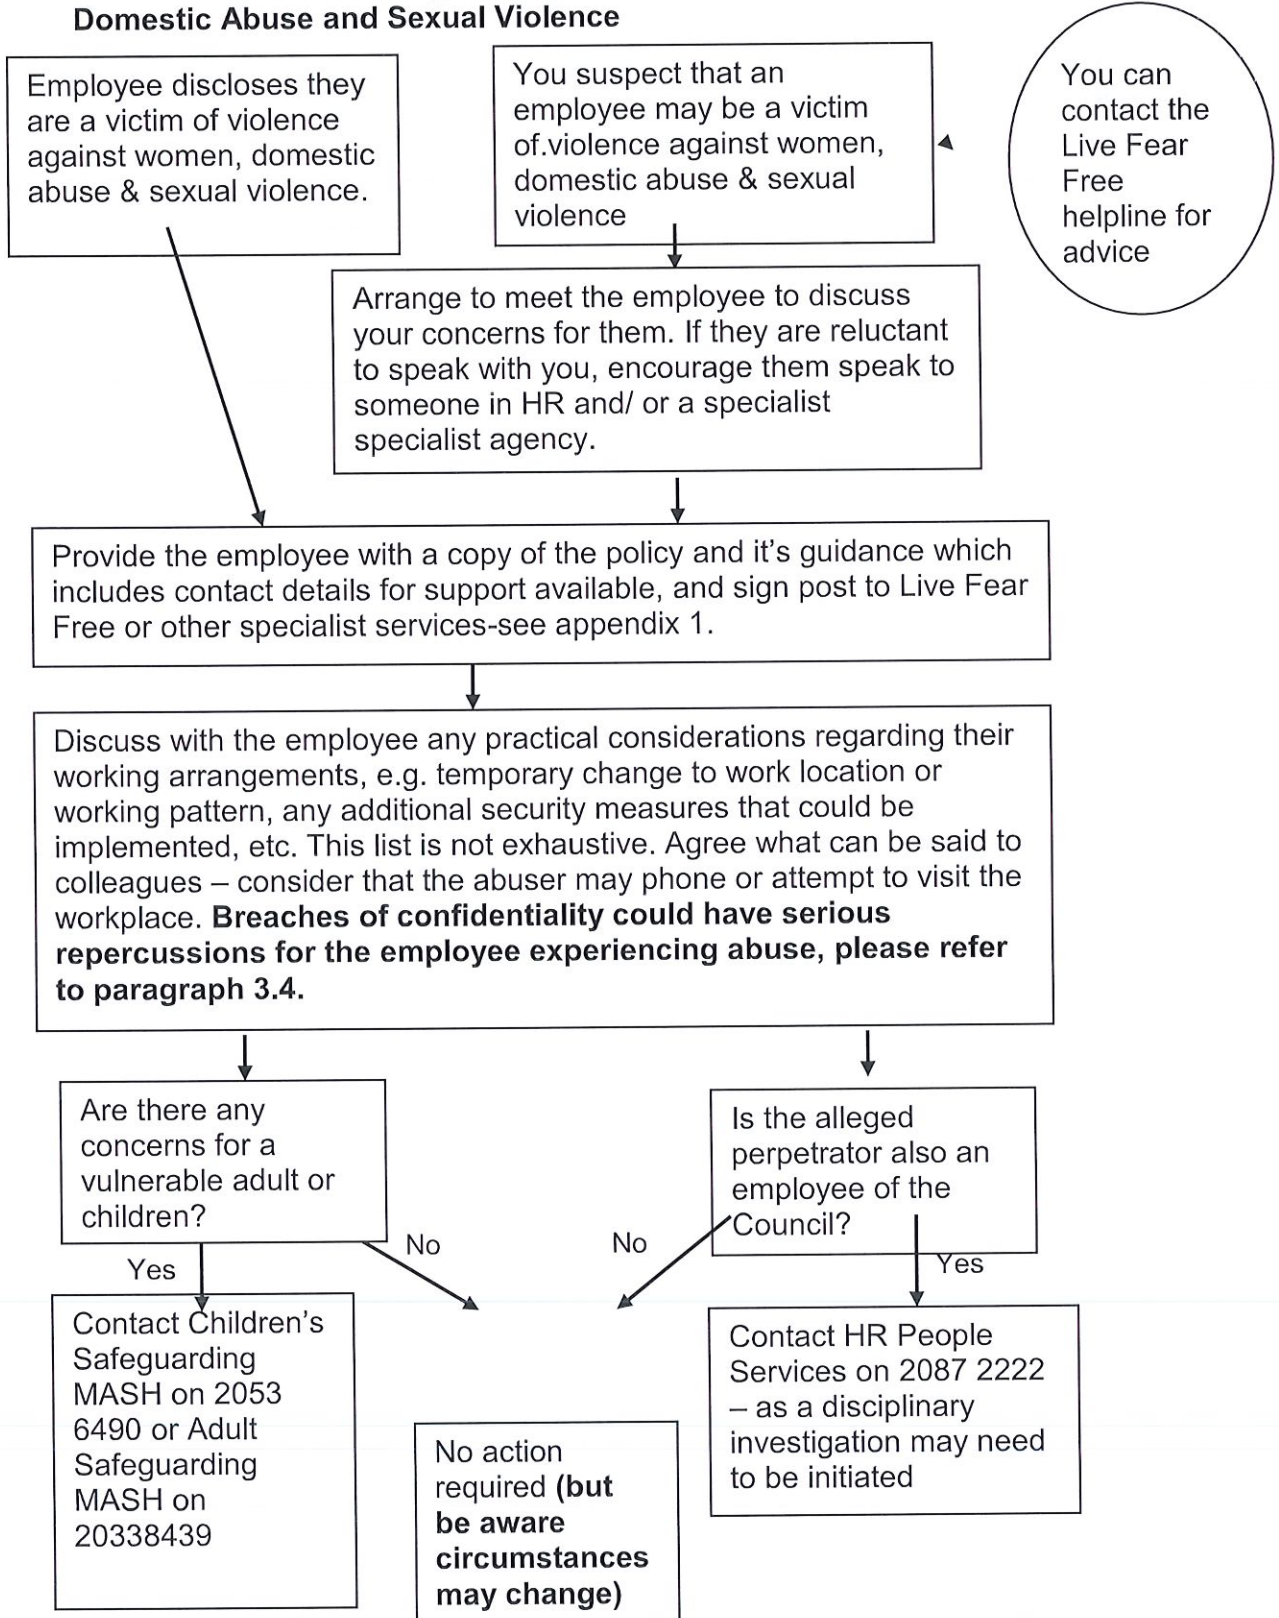 Domestic Abuse and Sexual Violence
Employee discloses they
are a victim of violence
against women, domestic
abuse & sexual violence.
You suspect that an
employee may be a victim
of.violence against women,
domestic abuse & sexual
violence
You can
contact the
Live Fear
Free
helpline for
advice
Arrange to meet the employee to discuss
your concerns for them. If they are reluctant
to speak with you, encourage them speak to
someone in HR and/ or a specialist
specialist agency.
Provide the employee with a copy of the policy and it’s guidance which
includes contact details for support available, and sign post to Live Fear
Free or other specialist services-see appendix 1.
Discuss with the employee any practical considerations regarding their
working arrangements, e.g. temporary change to work location or
working pattern, any additional security measures that could be
implemented, etc. This list is not exhaustive. Agree what can be said to
colleagues – consider that the abuser may phone or attempt to visit the
workplace. Breaches of confidentiality could have serious
repercussions for the employee experiencing abuse, please refer
to paragraph 3.4.
Are there any
concerns for a
vulnerable adult or
children?
Is the alleged
perpetrator also an
employee of the
Council?
No
No
Yes
Yes
Contact Children’s
Safeguarding
MASH on 2053
6490 or Adult
Safeguarding
MASH on
20338439
No action
required (but
be aware
circumstances
may change)
Contact HR People
Services on 2087 2222
– as a disciplinary
investigation may need
to be initiated